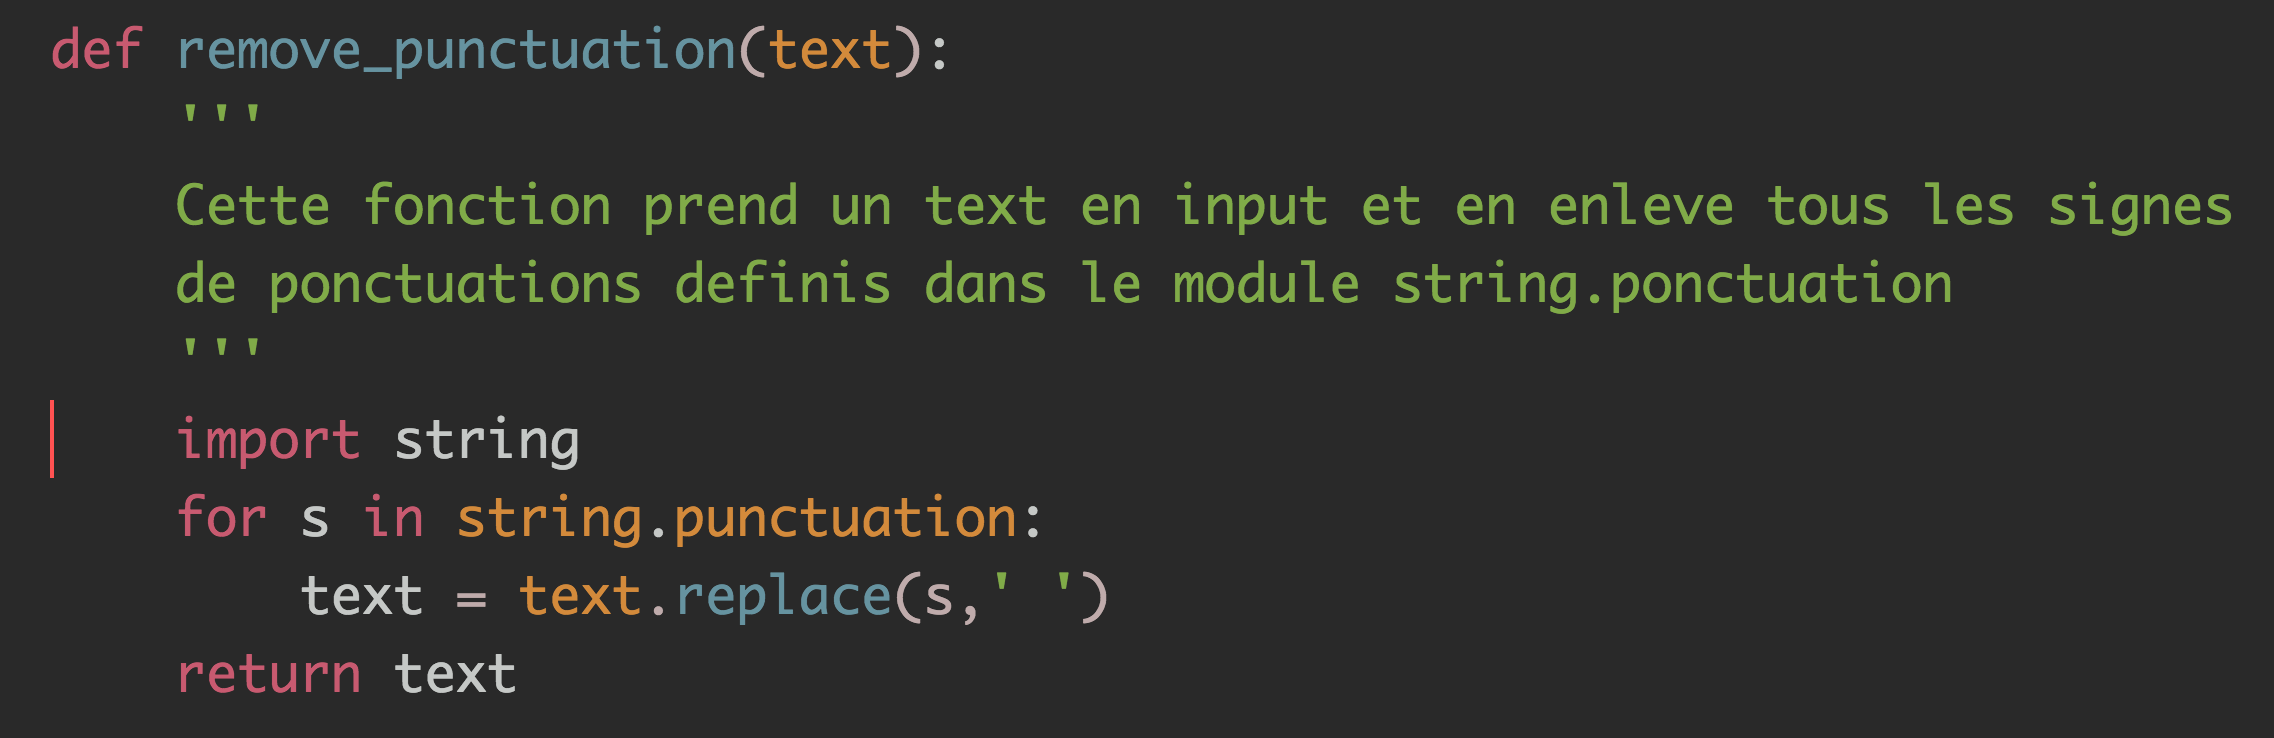 def remove_punctuation(text):
    '''
    Cette fonction prend un text en input et en enleve tous les signes
    de ponctuations definis dans le module string.ponctuation
    '''
    import string
    for s in string.punctuation:
        text = text.replace(s,' ')
    return text